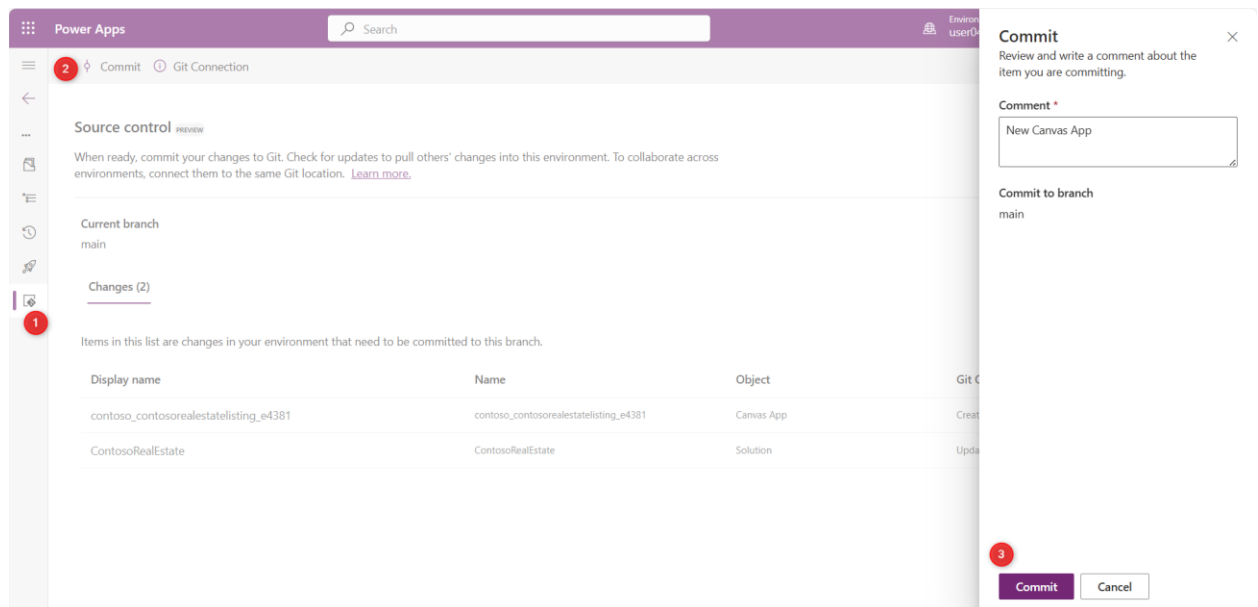 Power Apps
Search
Environ
user04
2
Commit
Git Connection
Source control PREVIEW
When ready, commit your changes to Git. Check for updates to pull others' changes into this environment. To collaborate across
environments, connect them to the same Git location. Learn more.
Current branch
main
Changes (2)
1
Items in this list are changes in your environment that need to be committed to this branch.
Display name Name Object Git C
contoso_contosorealestatelisting_e4381 contoso_contosorealestatelisting_e4381 Canvas App Creat
ContosoRealEstate ContosoRealEstate Solution Upda
Commit
Review and write a comment about the
item you are committing.
Comment *
New Canvas App
Commit to branch
main
3
Commit
Cancel